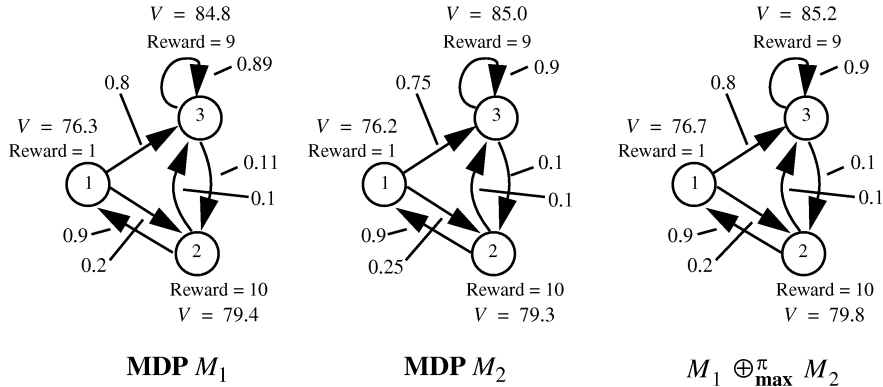 V = 84.8
Reward = 9
0.89
0.8
3
V = 76.3
Reward = 1
1
0.11
0.1
0.9
0.2
2
Reward = 10
V = 79.4
MDP M1
V = 85.0
Reward = 9
0.9
0.75
3
V = 76.2
Reward = 1
1
0.1
0.1
0.9
0.25
2
Reward = 10
V = 79.3
MDP M2
V = 85.2
Reward = 9
0.9
0.8
3
V = 76.7
Reward = 1
1
0.1
0.1
0.9
0.2
2
Reward = 10
V = 79.8
M1 ⊕π max M2